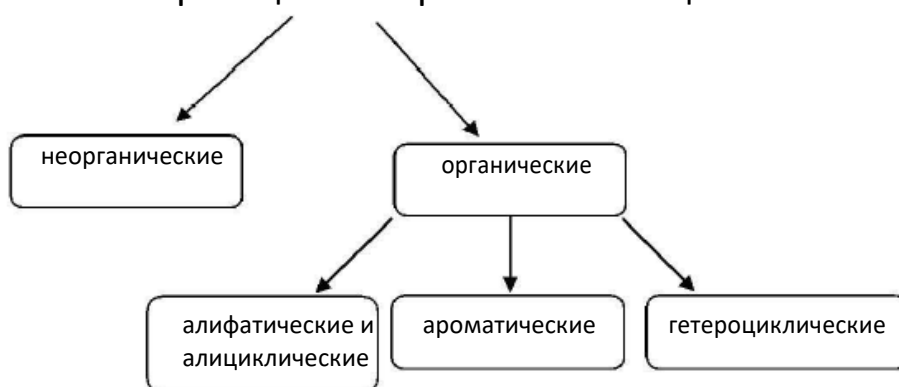 неорганические
органические
алифатические и
алициклические
ароматические
гетероциклические